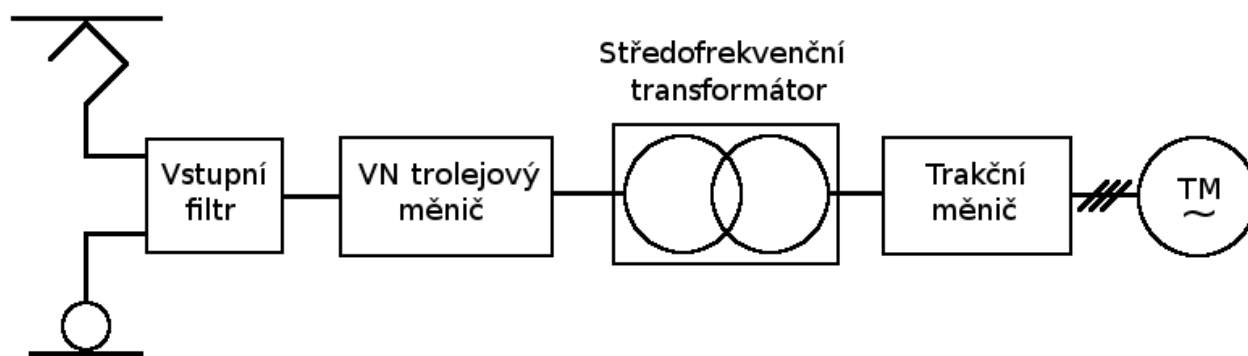 Středofrekvenční
transformátor
Vstupní
filtr
VN trolejový
měnič
Trakční
měnič
TM
~